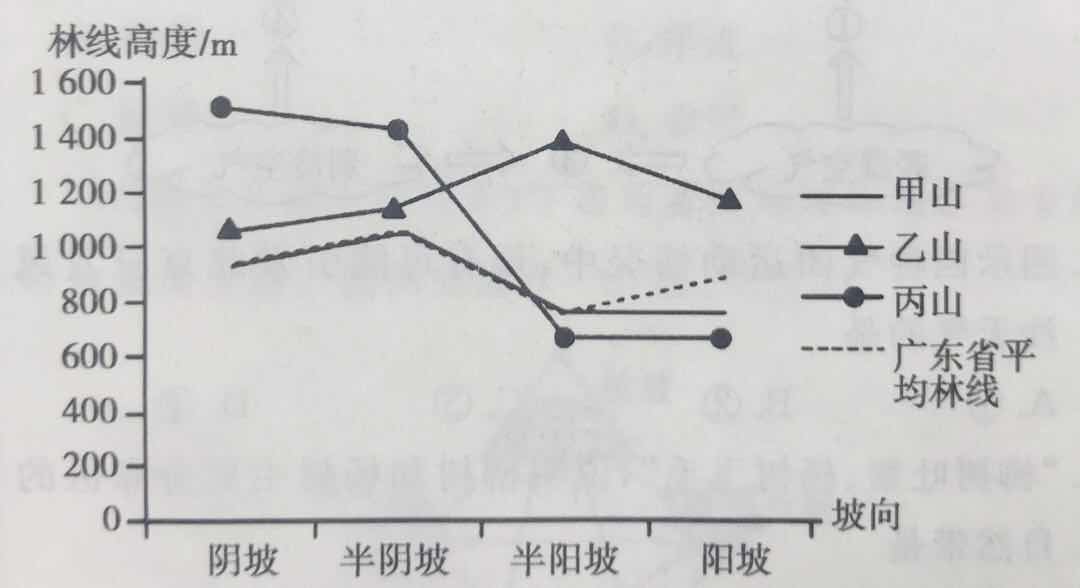 林线高度/m
1 600
1 400
1 200
1 000
800
600
400
200
0
阴坡 半阴坡 半阳坡 阳坡
坡向
甲山
乙山
丙山
广东省平
均林线